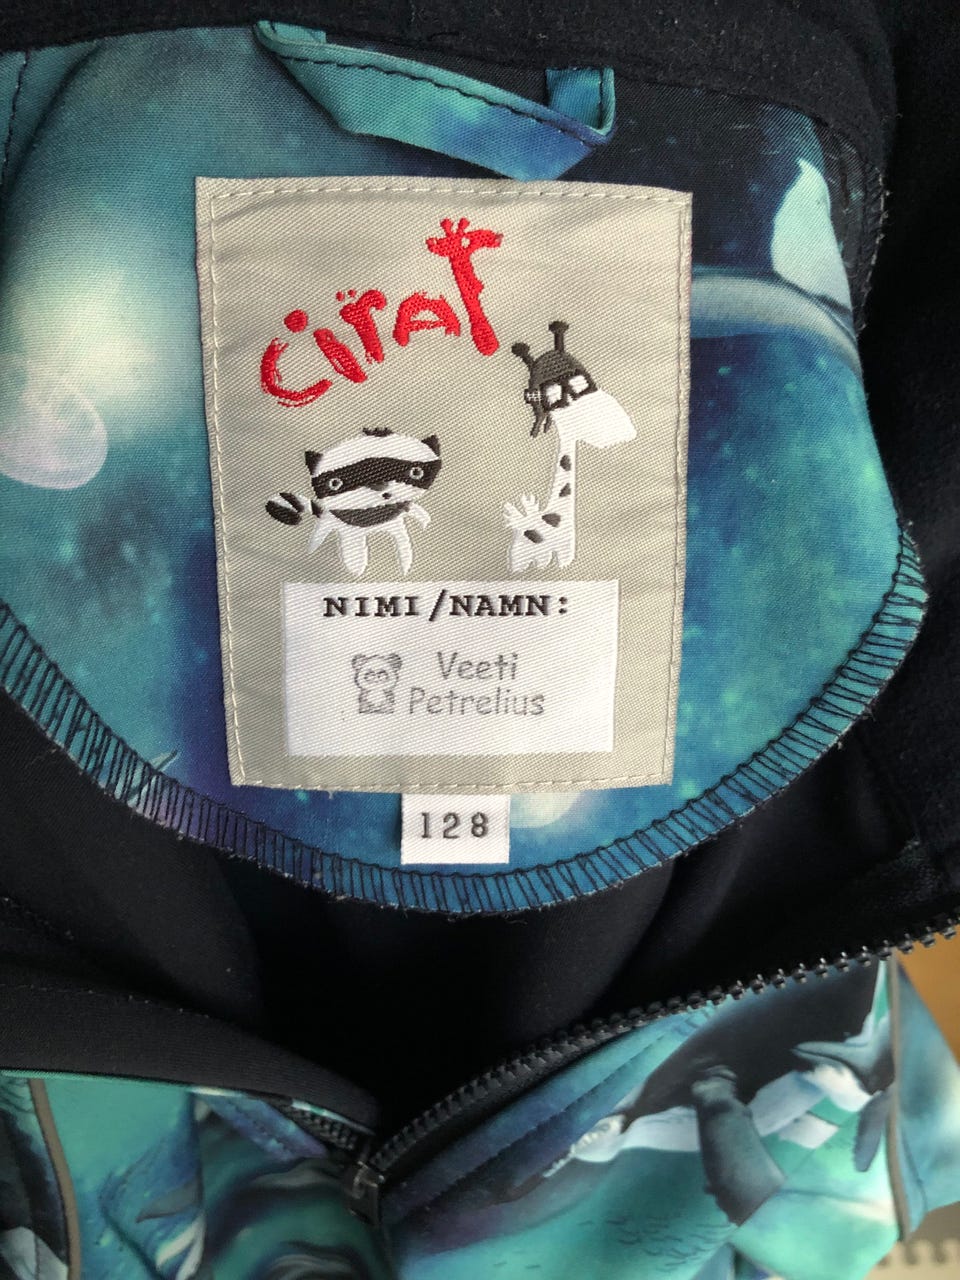 Ciraf
NIMI/NAMN:
Veeti
Petrelius
128